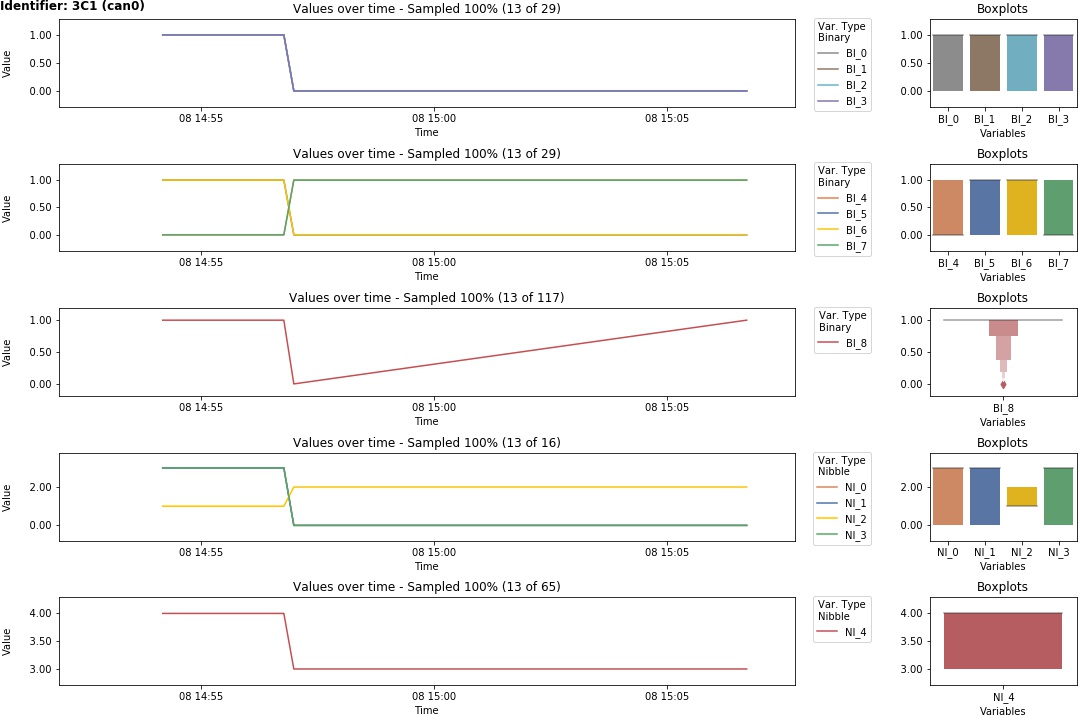 Identifier: 3C1 (can0)
Values over time - Sampled 100% (13 of 29)
Value
1.00
0.50
0.00
08 14:55
08 15:00
08 15:05
Time
Var. Type
Binary
BI_0
BI_1
BI_2
BI_3
Boxplots
1.00
0.50
0.00
BI_0
BI_1
BI_2
BI_3
Variables
Values over time - Sampled 100% (13 of 29)
Value
1.00
0.50
0.00
08 14:55
08 15:00
08 15:05
Time
Var. Type
Binary
BI_4
BI_5
BI_6
BI_7
Boxplots
1.00
0.50
0.00
BI_4
BI_5
BI_6
BI_7
Variables
Values over time - Sampled 100% (13 of 117)
Value
1.00
0.50
0.00
08 14:55
08 15:00
08 15:05
Time
Var. Type
Binary
BI_8
Boxplots
1.00
0.50
0.00
BI_8
Variables
Values over time - Sampled 100% (13 of 16)
Value
2.00
0.00
08 14:55
08 15:00
08 15:05
Time
Var. Type
Nibble
NI_0
NI_1
NI_2
NI_3
Boxplots
2.00
0.00
NI_0
NI_1
NI_2
NI_3
Variables
Values over time - Sampled 100% (13 of 65)
Value
4.00
3.50
3.00
08 14:55
08 15:00
08 15:05
Time
Var. Type
Nibble
NI_4
Boxplots
4.00
3.50
3.00
NI_4
Variables